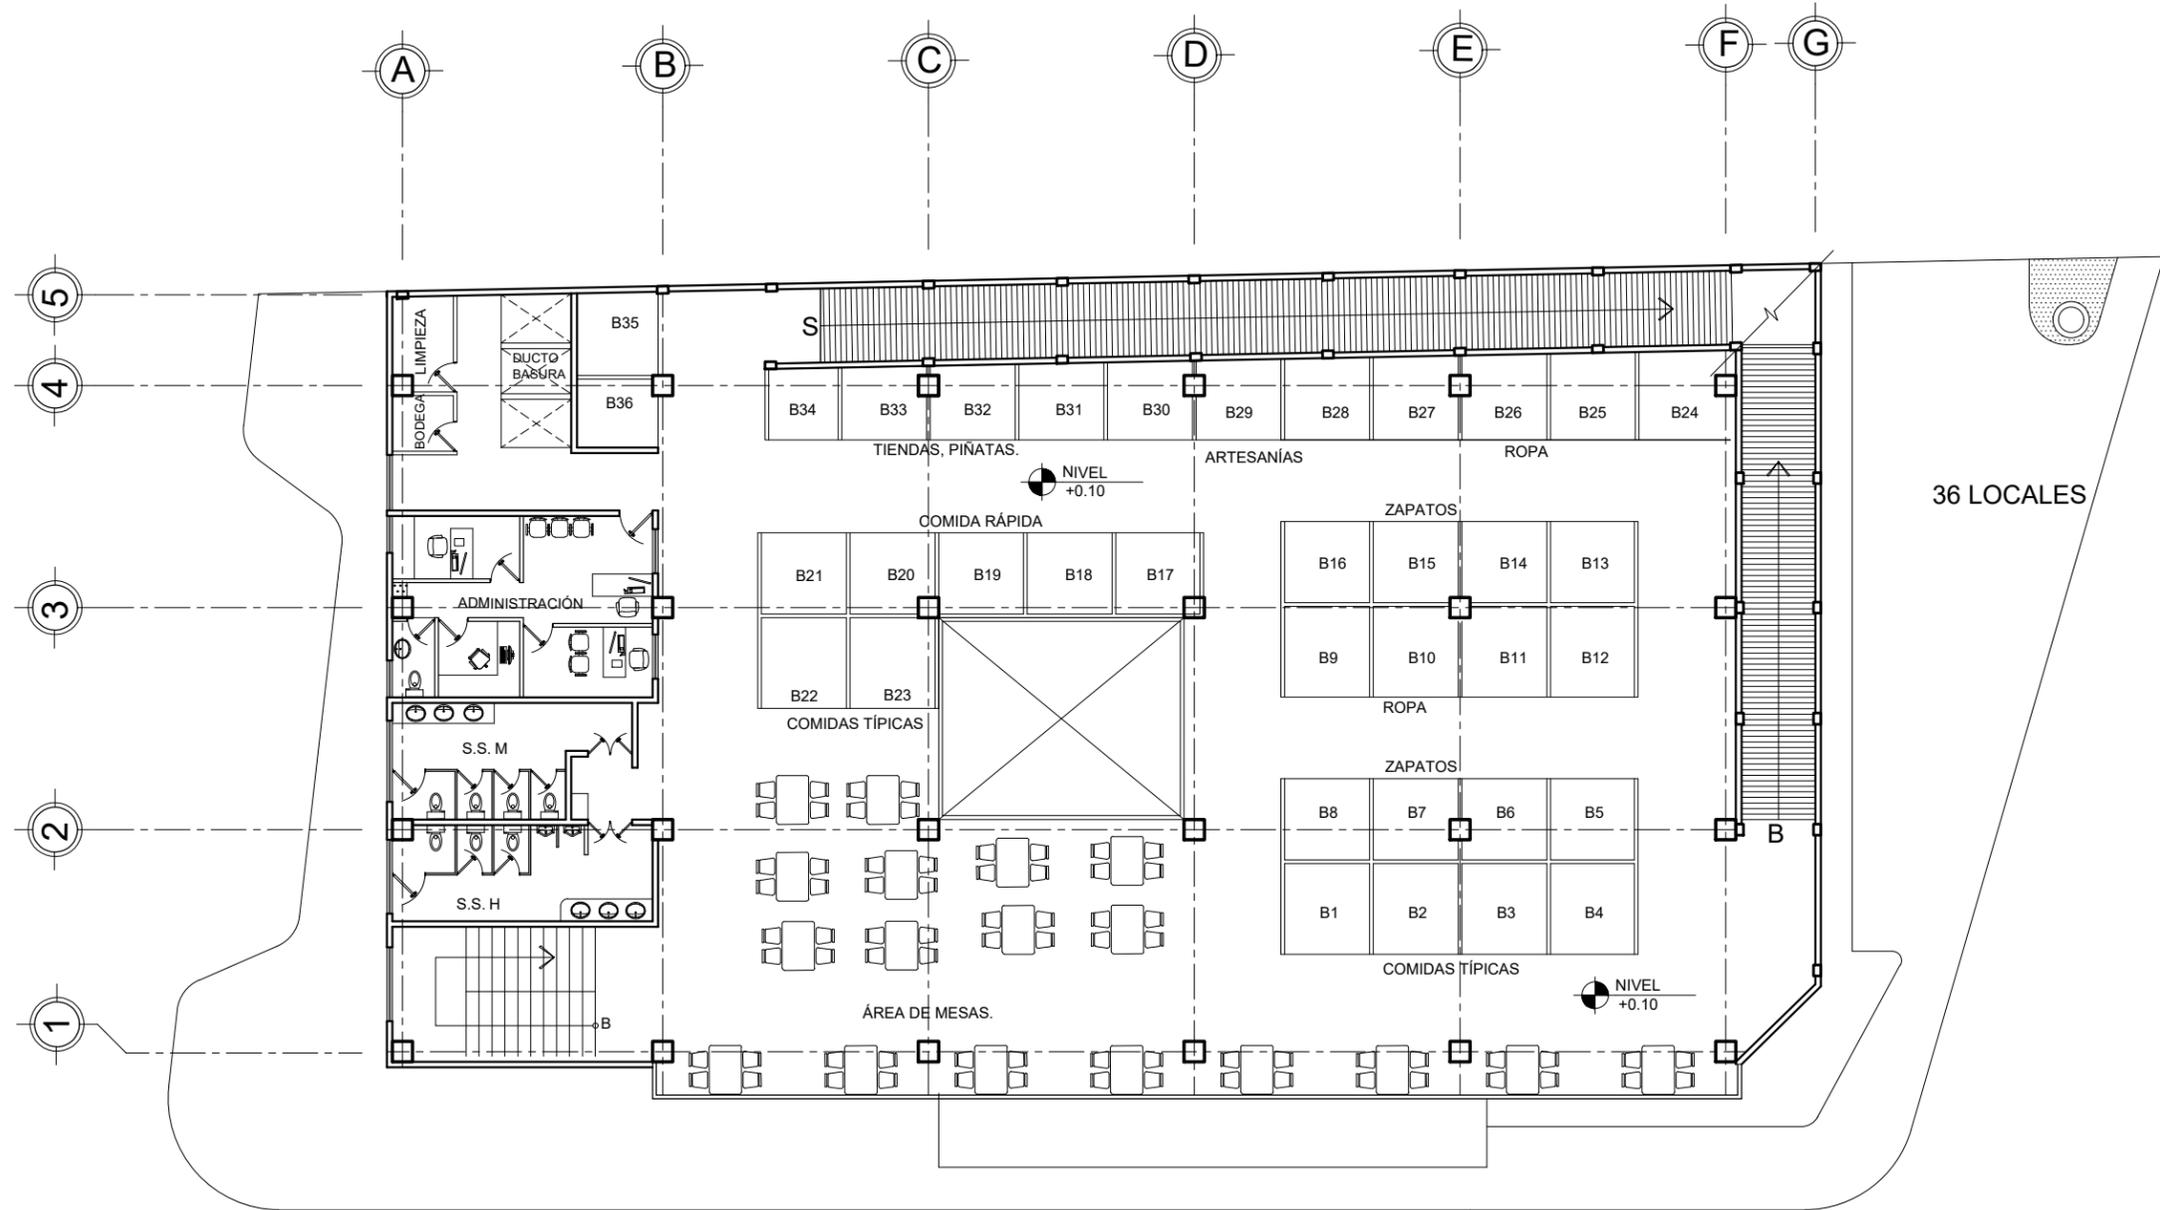 A
B
C
D
E
F
G
5
4
3
2
1
LIMPIEZA
BODEGA
DUCTO
BASURA
B35
B36
S
B34
B33
B32
B31
B30
B29
B28
B27
B26
B25
B24
TIENDAS, PIÑATAS.
ARTESANÍAS
ROPA
NIVEL
+0.10
36 LOCALES
COMIDA RÁPIDA
ZAPATOS
B21
B20
B19
B18
B17
B16
B15
B14
B13
ADMINISTRACIÓN
B22
B23
COMIDAS TÍPICAS
B9
B10
B11
B12
ROPA
S.S. M
ZAPATOS
B8
B7
B6
B5
B
S.S. H
B1
B2
B3
B4
COMIDAS TÍPICAS
NIVEL
+0.10
ÁREA DE MESAS.
B